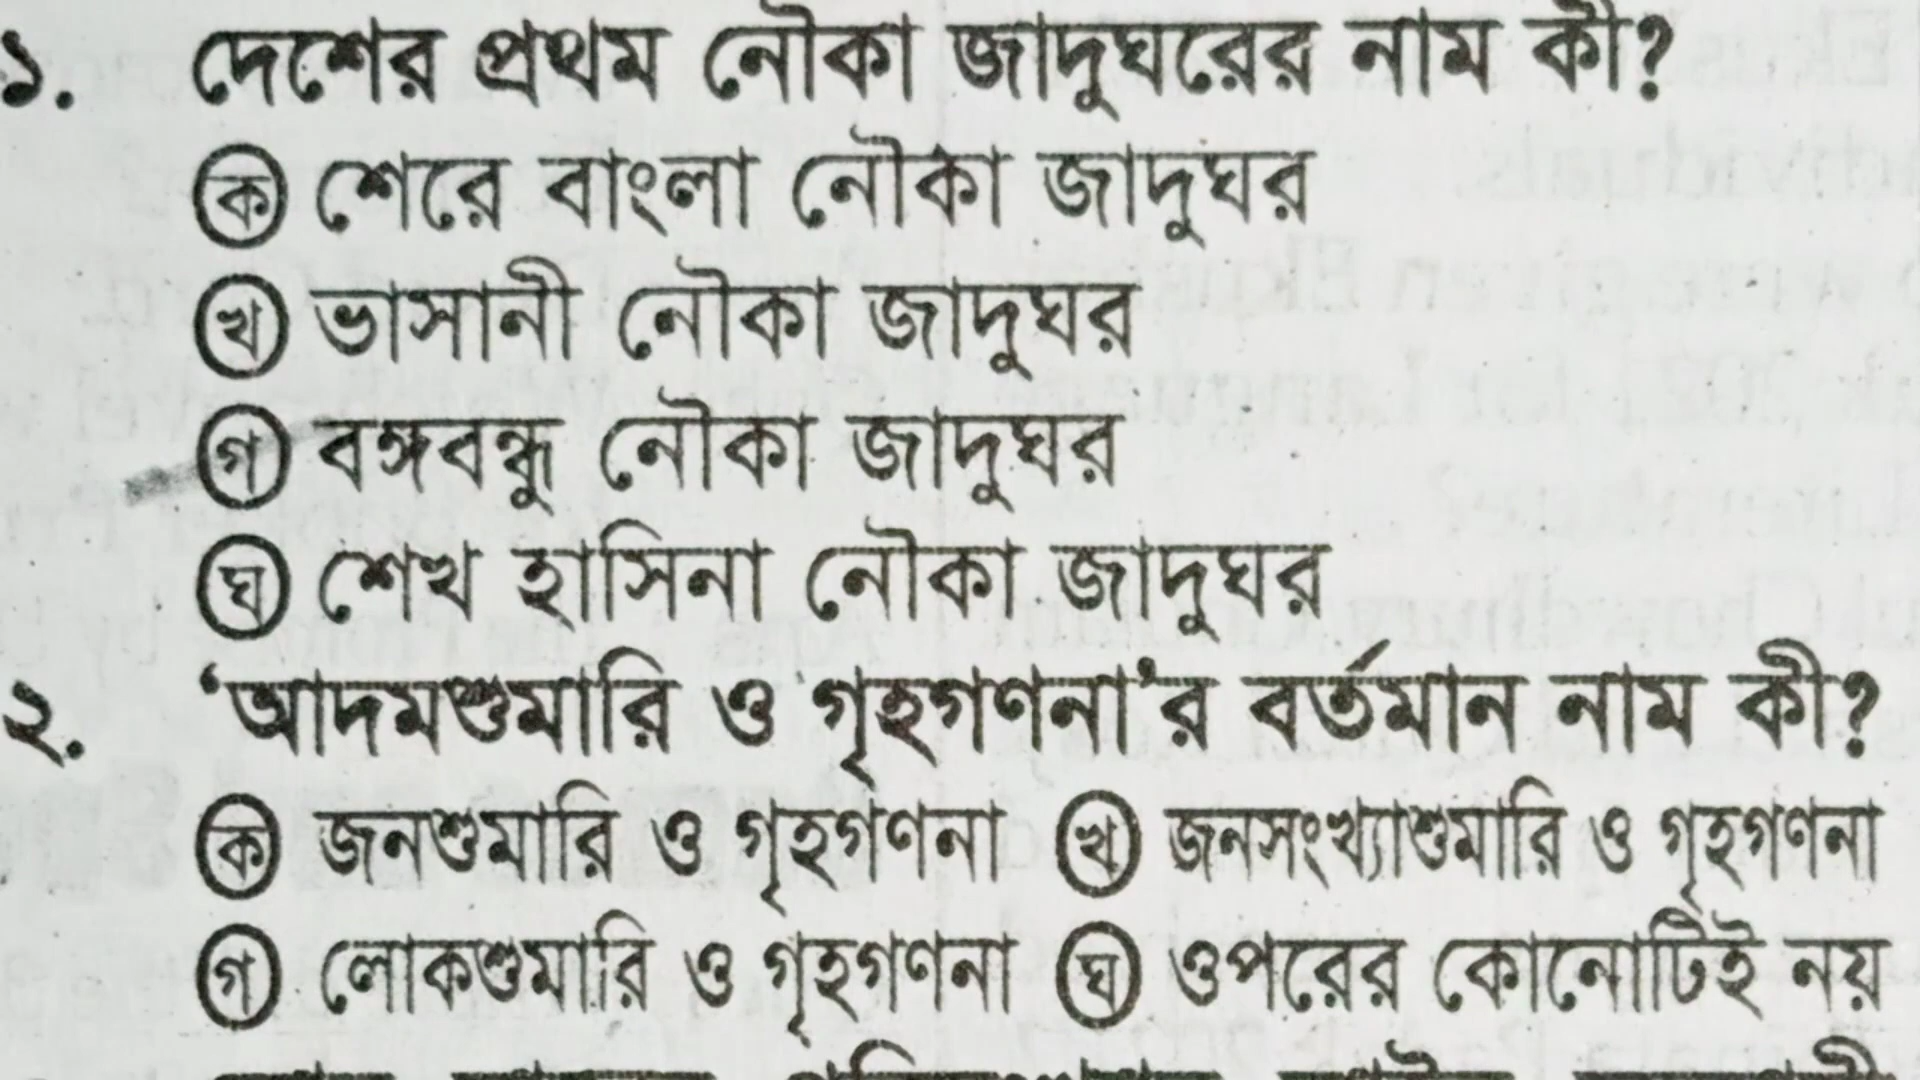 ১. দেশের প্রথম নৌকা জাদুঘরের নাম কী?
ক শেরে বাংলা নৌকা জাদুঘর
খ ভাসানী নৌকা জাদুঘর
গ বঙ্গবন্ধু নৌকা জাদুঘর
ঘ শেখ হাসিনা নৌকা জাদুঘর
২. ‘আদমশুমারি ও গৃহগণনা’র বর্তমান নাম কী?
ক জনশুমারি ও গৃহগণনা খ জনসংখ্যাশুমারি ও গৃহগণনা
গ লোকশুমারি ও গৃহগণনা ঘ ওপরের কোনোটিই নয়